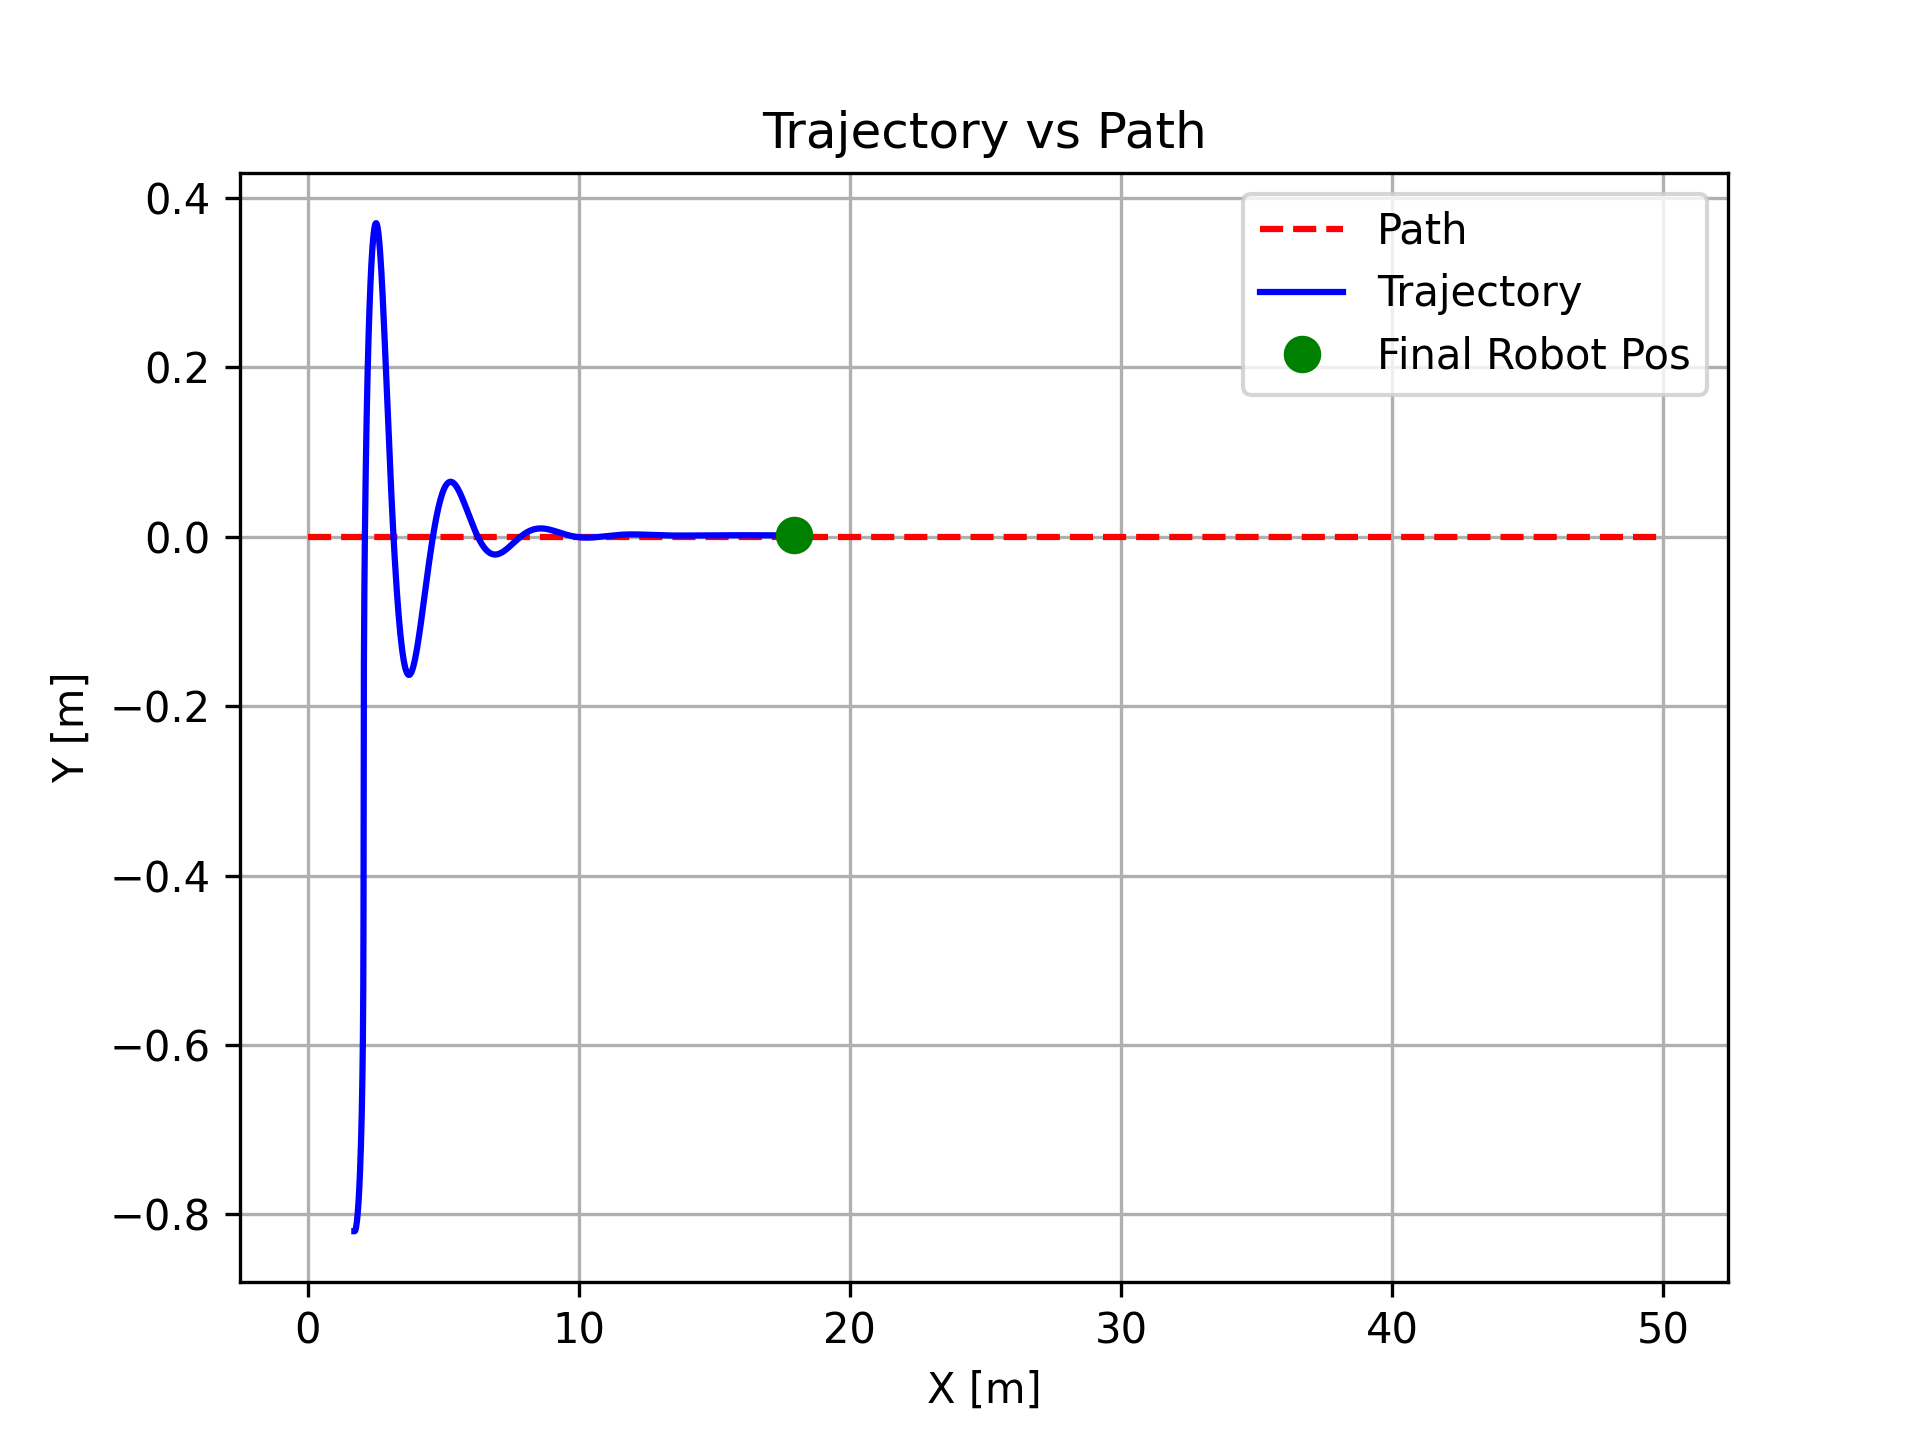 Trajectory vs Path
0.4
0.2
0.0
−0.2
−0.4
−0.6
−0.8
Y [m]
Path
Trajectory
Final Robot Pos
0 10 20 30 40 50
X [m]